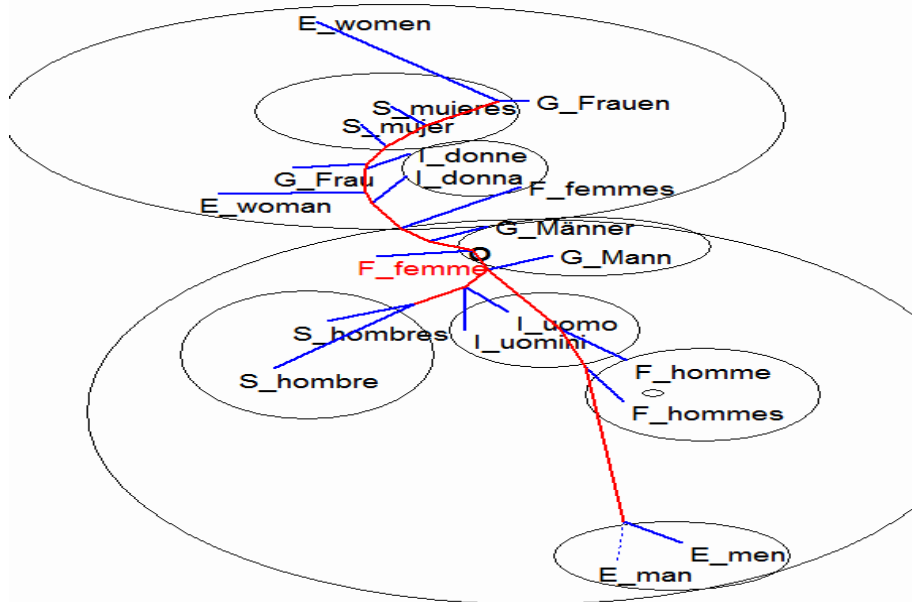 E_women
G_Frauen
S_mujeres
S_mujer
I_donne
G_Frau
I_donna
F_femmes
E_woman
G_Männer
G_Mann
F_femme
I_uomo
S_hombres
I_uomini
F_homme
S_hombre
F_hommes
E_men
E_man